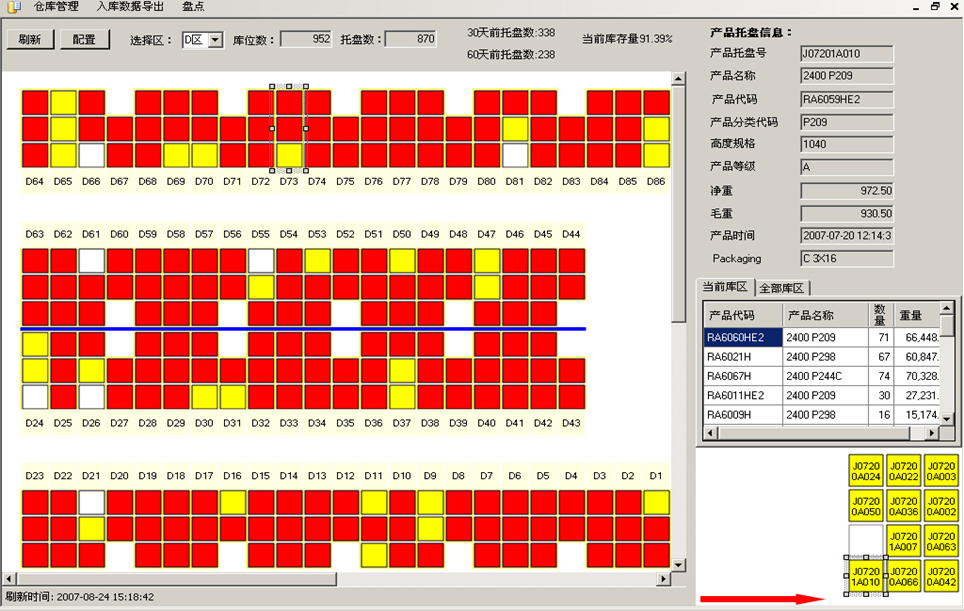 仓库管理 入库数据导出 盘点
刷新 配置 选择区： D区 库位数： 952 托盘数： 870 30天前托盘数:338 当前库存量91.39%
60天前托盘数:238
D64 D65 D66 D67 D68 D69 D70 D71 D72 D73 D74 D75 D76 D77 D78 D79 D80 D81 D82 D83 D84 D85 D86
D63 D62 D61 D60 D59 D58 D57 D56 D55 D54 D53 D52 D51 D50 D49 D48 D47 D46 D45 D44
D24 D25 D26 D27 D28 D29 D30 D31 D32 D33 D34 D35 D36 D37 D38 D39 D40 D41 D42 D43
D23 D22 D21 D20 D19 D18 D17 D16 D15 D14 D13 D12 D11 D10 D9 D8 D7 D6 D5 D4 D3 D2 D1
刷新时间: 2007-08-24 15:18:42
产品托盘信息：
产品托盘号 J07201A010
产品名称 2400 P209
产品代码 RA6059HE2
产品分类代码 P209
高度规格 1040
产品等级 A
净重 972.50
毛重 930.50
产品时间 2007-07-20 12:14:3
Packaging C 3X16
当前库区 全部库区
产品代码 产品名称 数量 重量
RA6060HE2 2400 P209 71 66,448.
RA6021H 2400 P298 67 60,847.
RA6067H 2400 P244C 74 70,328.
RA6011HE2 2400 P209 30 27,231.
RA6009H 2400 P298 16 15,174.
J0720 J0720 J0720
0A024 0A022 0A003
J0720 J0720 J0720
0A050 0A036 0A002
J0720 J0720
1A007 0A063
J0720 J0720 J0720
1A010 0A066 0A042